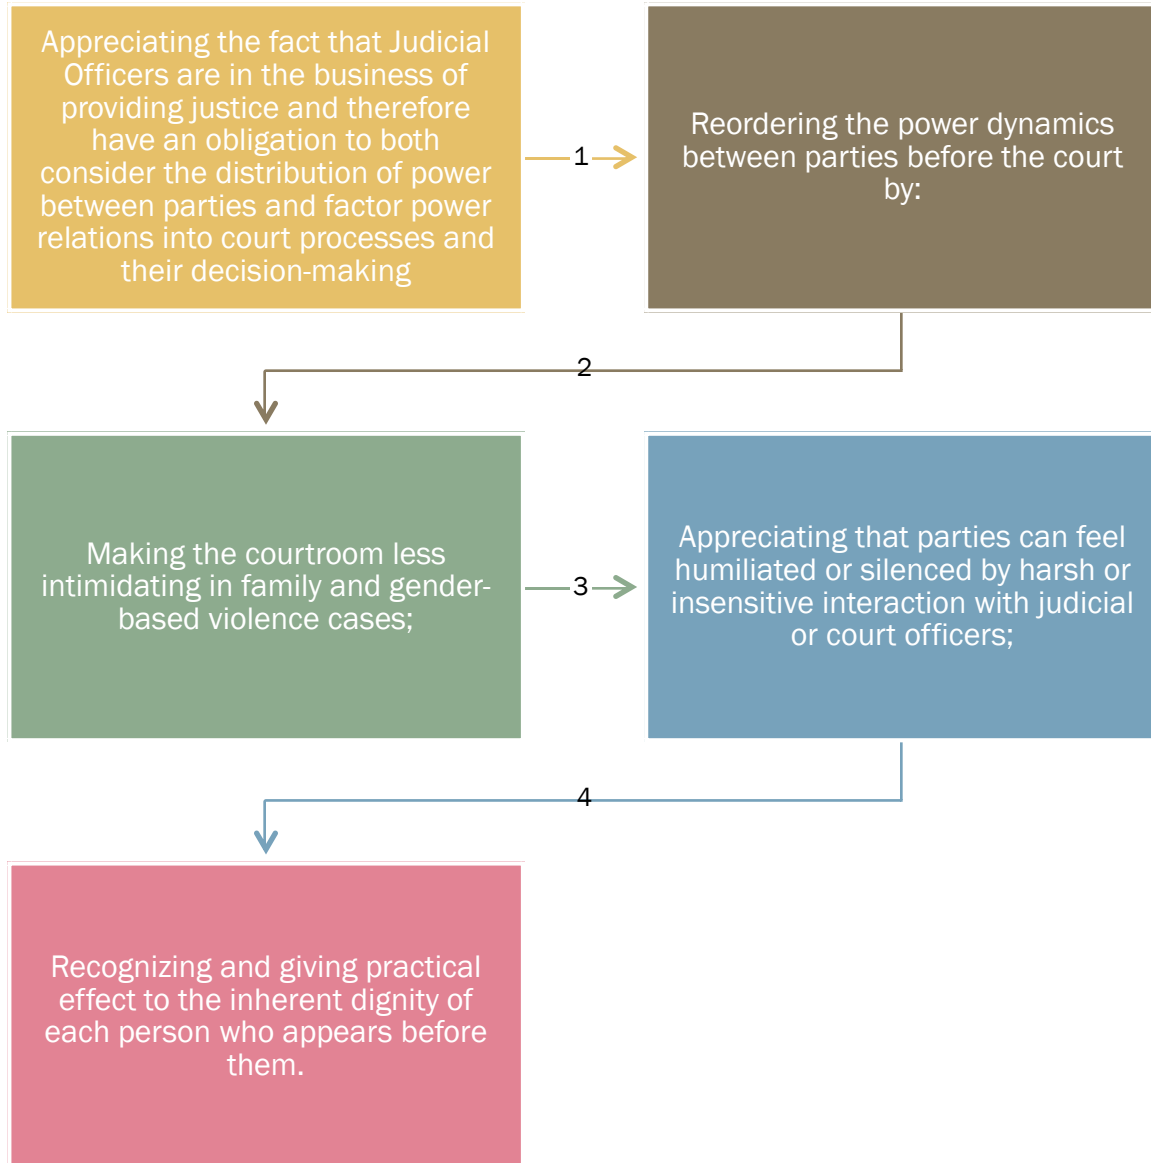 Appreciating the fact that Judicial
Officers are in the business of
providing justice and therefore
have an obligation to both
consider the distribution of power
between parties and factor power
relations into court processes and
their decision-making
1
Reordering the power dynamics
between parties before the court
by:
2
Making the courtroom less
intimidating in family and gender-
based violence cases;
3
Appreciating that parties can feel
humiliated or silenced by harsh or
insensitive interaction with judicial
or court officers;
4
Recognizing and giving practical
effect to the inherent dignity of
each person who appears before
them.